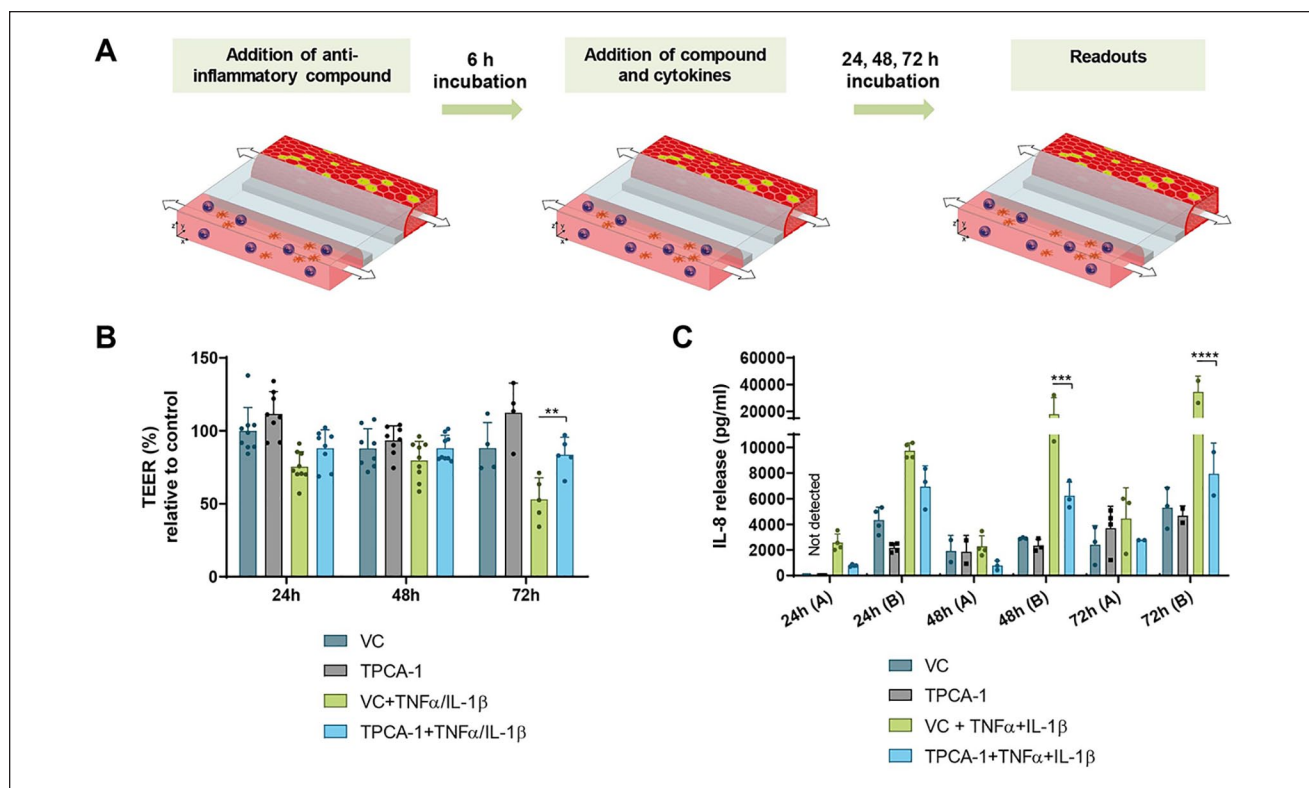 A
Addition of anti-
inflammatory compound
6 h
incubation
Addition of compound
and cytokines
24, 48, 72 h
incubation
Readouts
z y
x
z y
x
z y
x
B
TEER (%)
relative to control
150
100
50
0
**
24h
48h
72h
VC
TPCA-1
VC+TNFα/IL-1β
TPCA-1+TNFα/IL-1β
C
IL-8 release (pg/ml)
60000
40000
20000
10000
8000
6000
4000
2000
0
Not detected
***
****
24h (A)
24h (B)
48h (A)
48h (B)
72h (A)
72h (B)
VC
TPCA-1
VC + TNFα+IL-1β
TPCA-1+TNFα+IL-1β